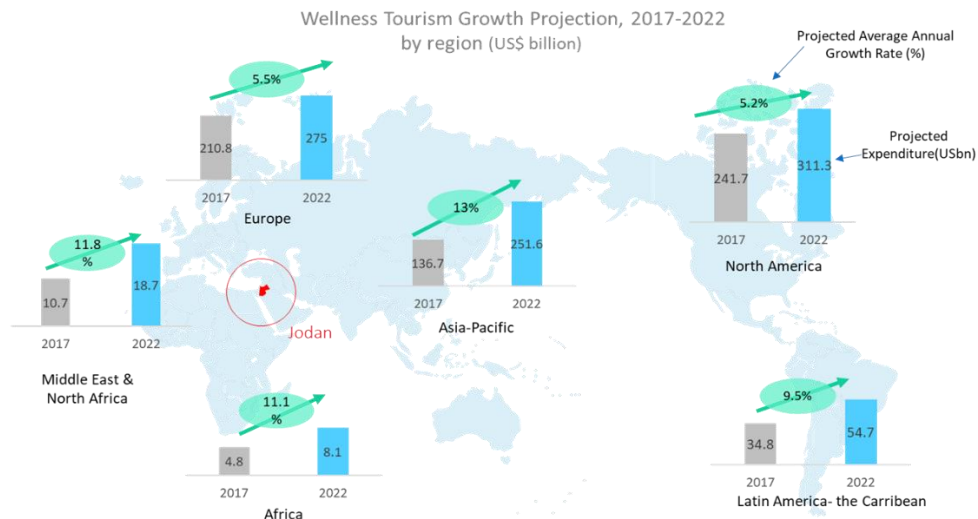 Wellness Tourism Growth Projection, 2017-2022
by region (US$ billion)
Projected Average Annual
Growth Rate (%)
5.5%
210.8
275
2017
2022
Europe
5.2%
241.7
311.3
Projected
Expenditure(USbn)
2017
2022
North America
13%
136.7
251.6
2017
2022
Asia-Pacific
11.8
%
10.7
18.7
2017
2022
Middle East &
North Africa
Jodan
11.1
%
4.8
8.1
2017
2022
Africa
9.5%
34.8
54.7
2017
2022
Latin America- the Carribean